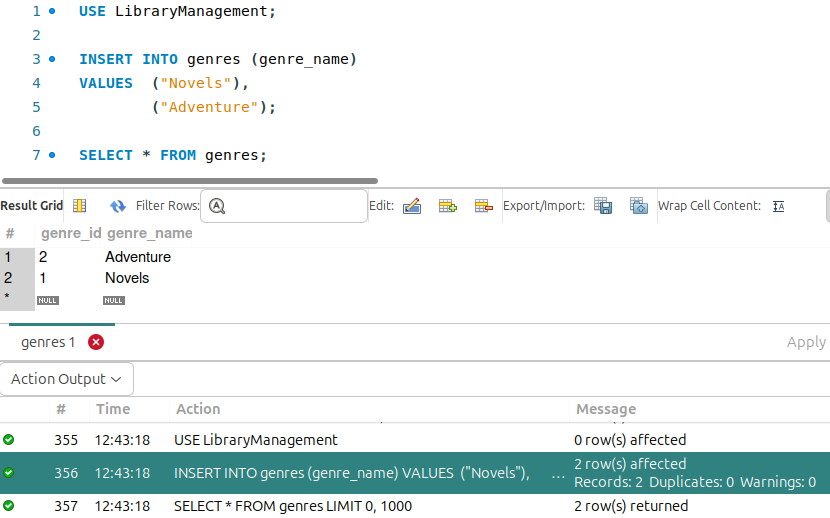 1 USE LibraryManagement;
2
3 INSERT INTO genres (genre_name)
4 VALUES ("Novels"),
5 ("Adventure");
6
7 SELECT * FROM genres;
Result Grid Filter Rows: Edit: Export/Import: Wrap Cell Content:
# genre_id genre_name
1 2 Adventure
2 1 Novels
* NULL NULL
genres 1 Apply
Action Output
# Time Action Message
355 12:43:18 USE LibraryManagement 0 row(s) affected
356 12:43:18 INSERT INTO genres (genre_name) VALUES ("Novels"), ... 2 row(s) affected
Records: 2 Duplicates: 0 Warnings: 0
357 12:43:18 SELECT * FROM genres LIMIT 0, 1000 2 row(s) returned